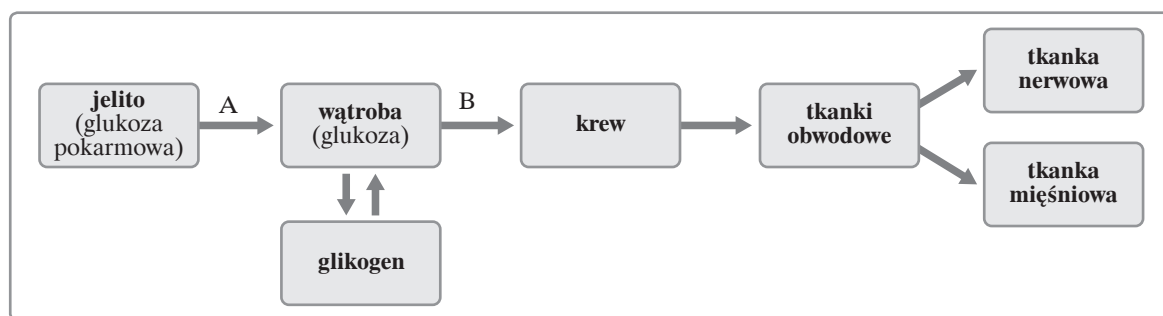 jelito
(glukoza
pokarmowa)
A
wątroba
(glukoza)
B
krew
tkanki
obwodowe
tkanka
nerwowa
tkanka
mięśniowa
glikogen